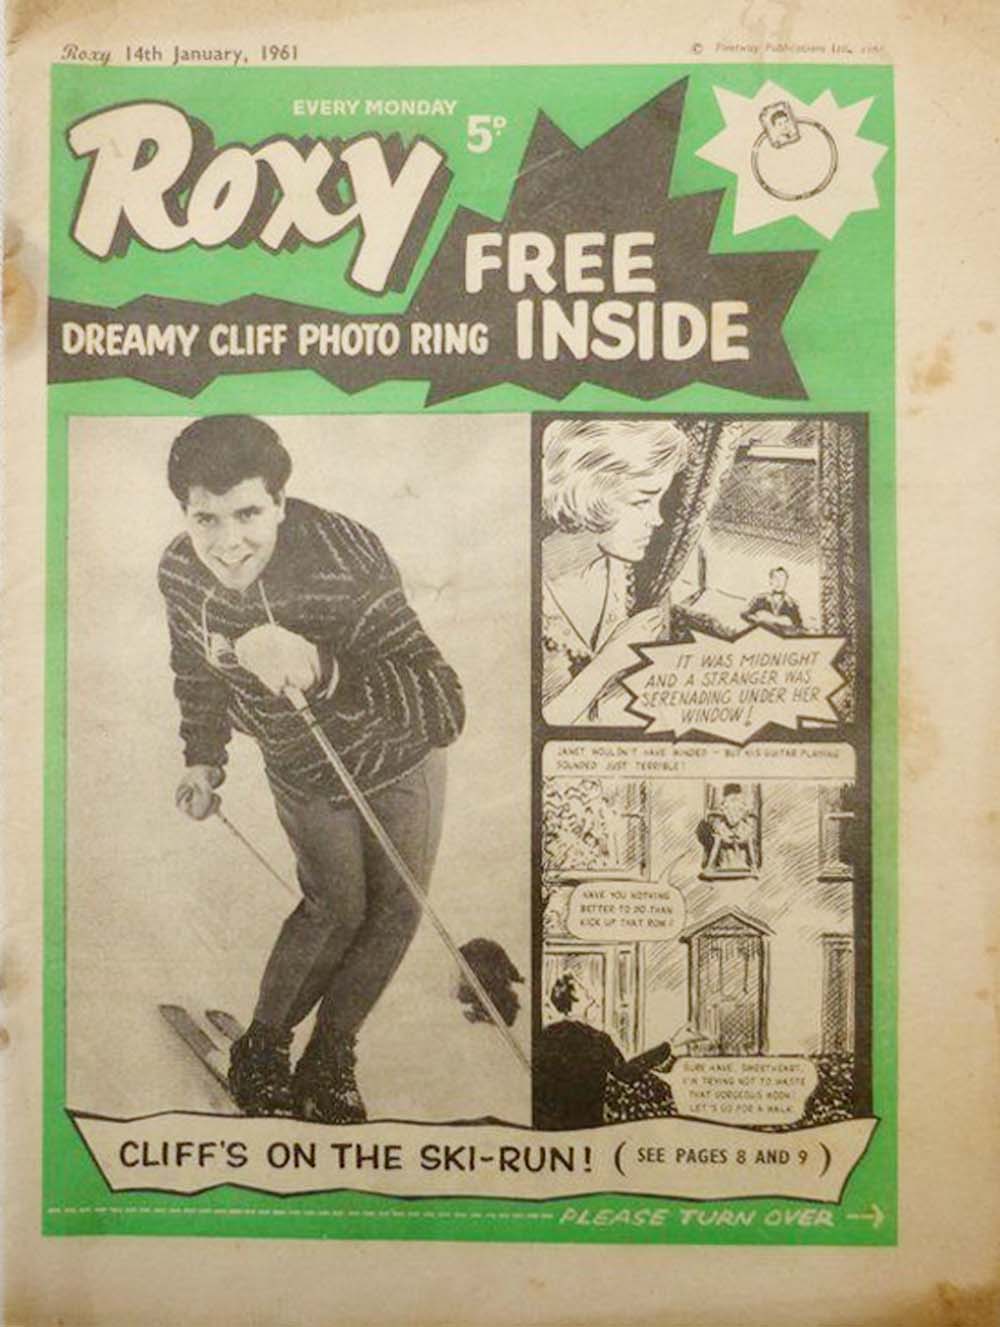 Roxy 14th January, 1961
© Fleetway Publications Ltd., 1961
EVERY MONDAY
5D.
Roxy
FREE
INSIDE
DREAMY CLIFF PHOTO RING
IT WAS MIDNIGHT
AND A STRANGER WAS
SERENADING UNDER HER
WINDOW!
JANET WOULDN'T HAVE MINDED - BUT HIS GUITAR PLAYING
SOUNDED JUST TERRIBLE!
HAVE YOU NOTHING
BETTER TO DO THAN
KICK UP THAT ROW?
SURE HAVE, SWEETHEART.
I'M TRYING NOT TO WASTE
THAT GORGEOUS MOON!
LET'S GO FOR A WALK.
CLIFF'S ON THE SKI-RUN! (SEE PAGES 8 AND 9)
PLEASE TURN OVER